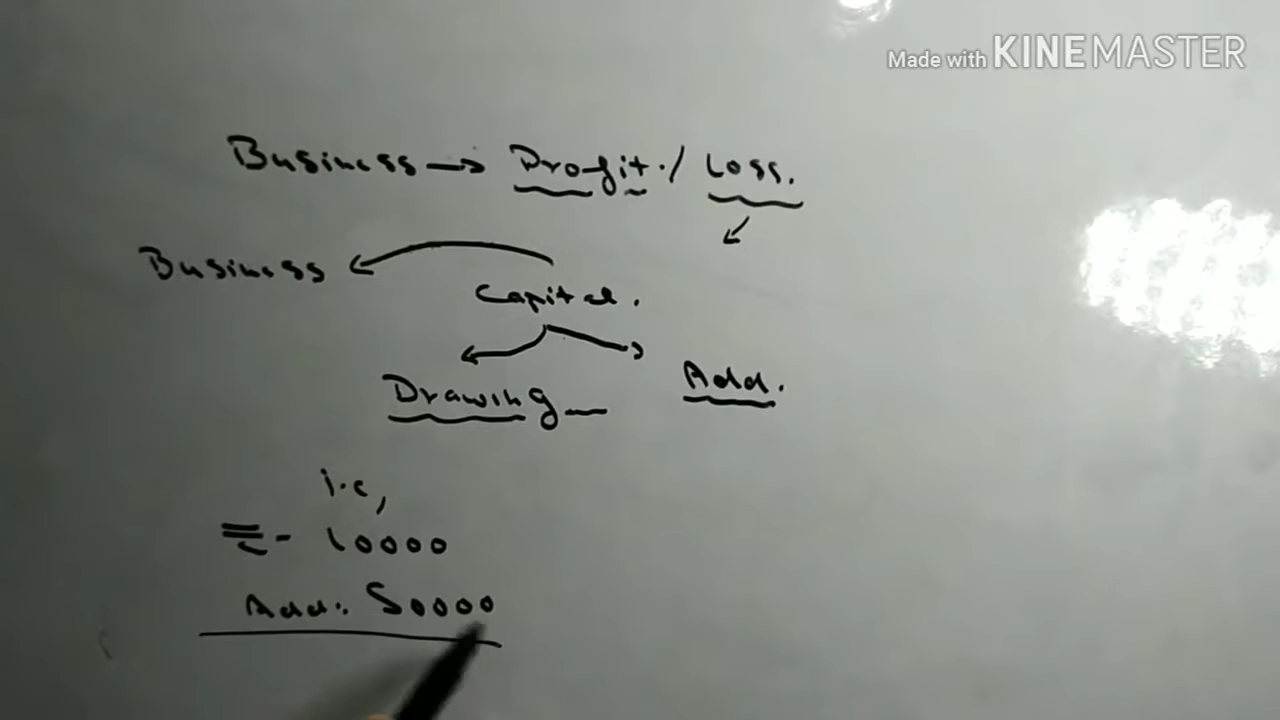 Made with KINEMASTER
Business → Profit./ Loss.
Business
Capital.
Drawing
Add.
i.e,
- 10000
Add: 50000